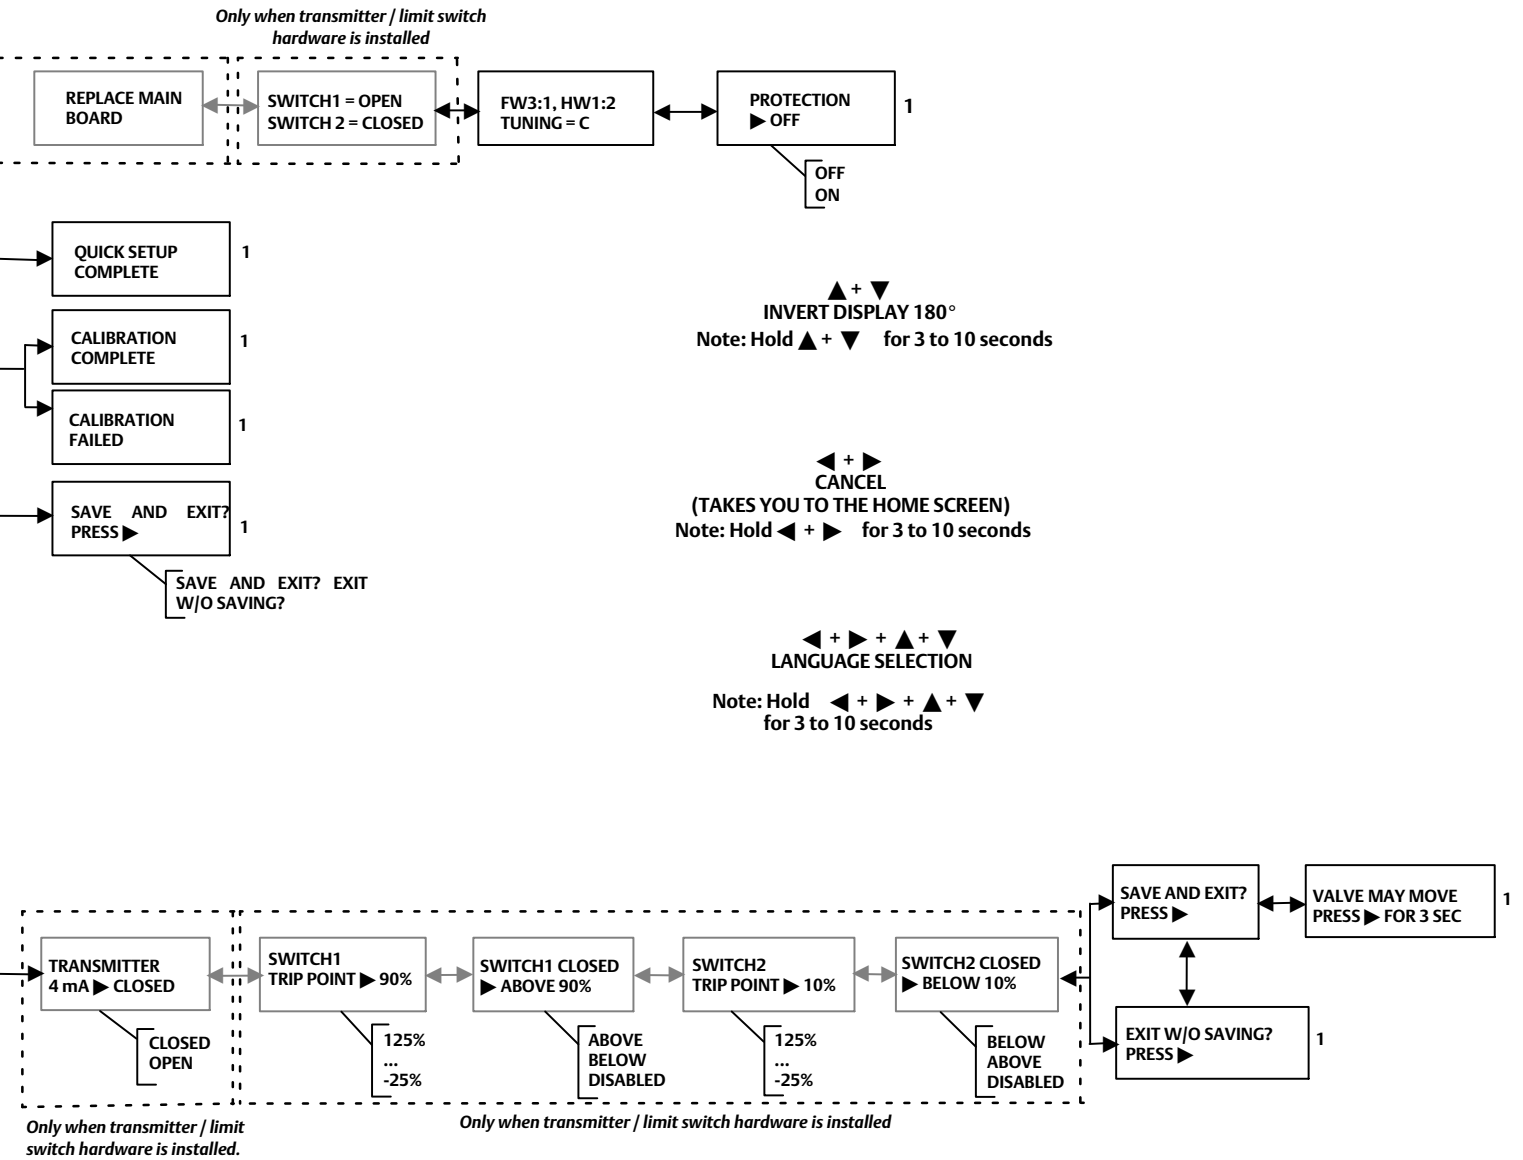 Only when transmitter / limit switch
hardware is installed
REPLACE MAIN
BOARD
SWITCH1 = OPEN
SWITCH 2 = CLOSED
FW3:1, HW1:2
TUNING = C
PROTECTION
▶ OFF
1
OFF
ON
QUICK SETUP
COMPLETE
1
CALIBRATION
COMPLETE
1
CALIBRATION
FAILED
1
SAVE AND EXIT?
PRESS ▶
1
SAVE AND EXIT? EXIT
W/O SAVING?
▲ + ▼
INVERT DISPLAY 180°
Note: Hold ▲ + ▼ for 3 to 10 seconds
◀ + ▶
CANCEL
(TAKES YOU TO THE HOME SCREEN)
Note: Hold ◀ + ▶ for 3 to 10 seconds
◀ + ▶ + ▲ + ▼
LANGUAGE SELECTION
Note: Hold ◀ + ▶ + ▲ + ▼
for 3 to 10 seconds
TRANSMITTER
4 mA ▶ CLOSED
CLOSED
OPEN
SWITCH1
TRIP POINT ▶ 90%
125%
...
-25%
SWITCH1 CLOSED
▶ ABOVE 90%
ABOVE
BELOW
DISABLED
SWITCH2
TRIP POINT ▶ 10%
125%
...
-25%
SWITCH2 CLOSED
▶ BELOW 10%
BELOW
ABOVE
DISABLED
SAVE AND EXIT?
PRESS ▶
VALVE MAY MOVE
PRESS ▶ FOR 3 SEC
1
EXIT W/O SAVING?
PRESS ▶
1
Only when transmitter / limit
switch hardware is installed.
Only when transmitter / limit switch hardware is installed